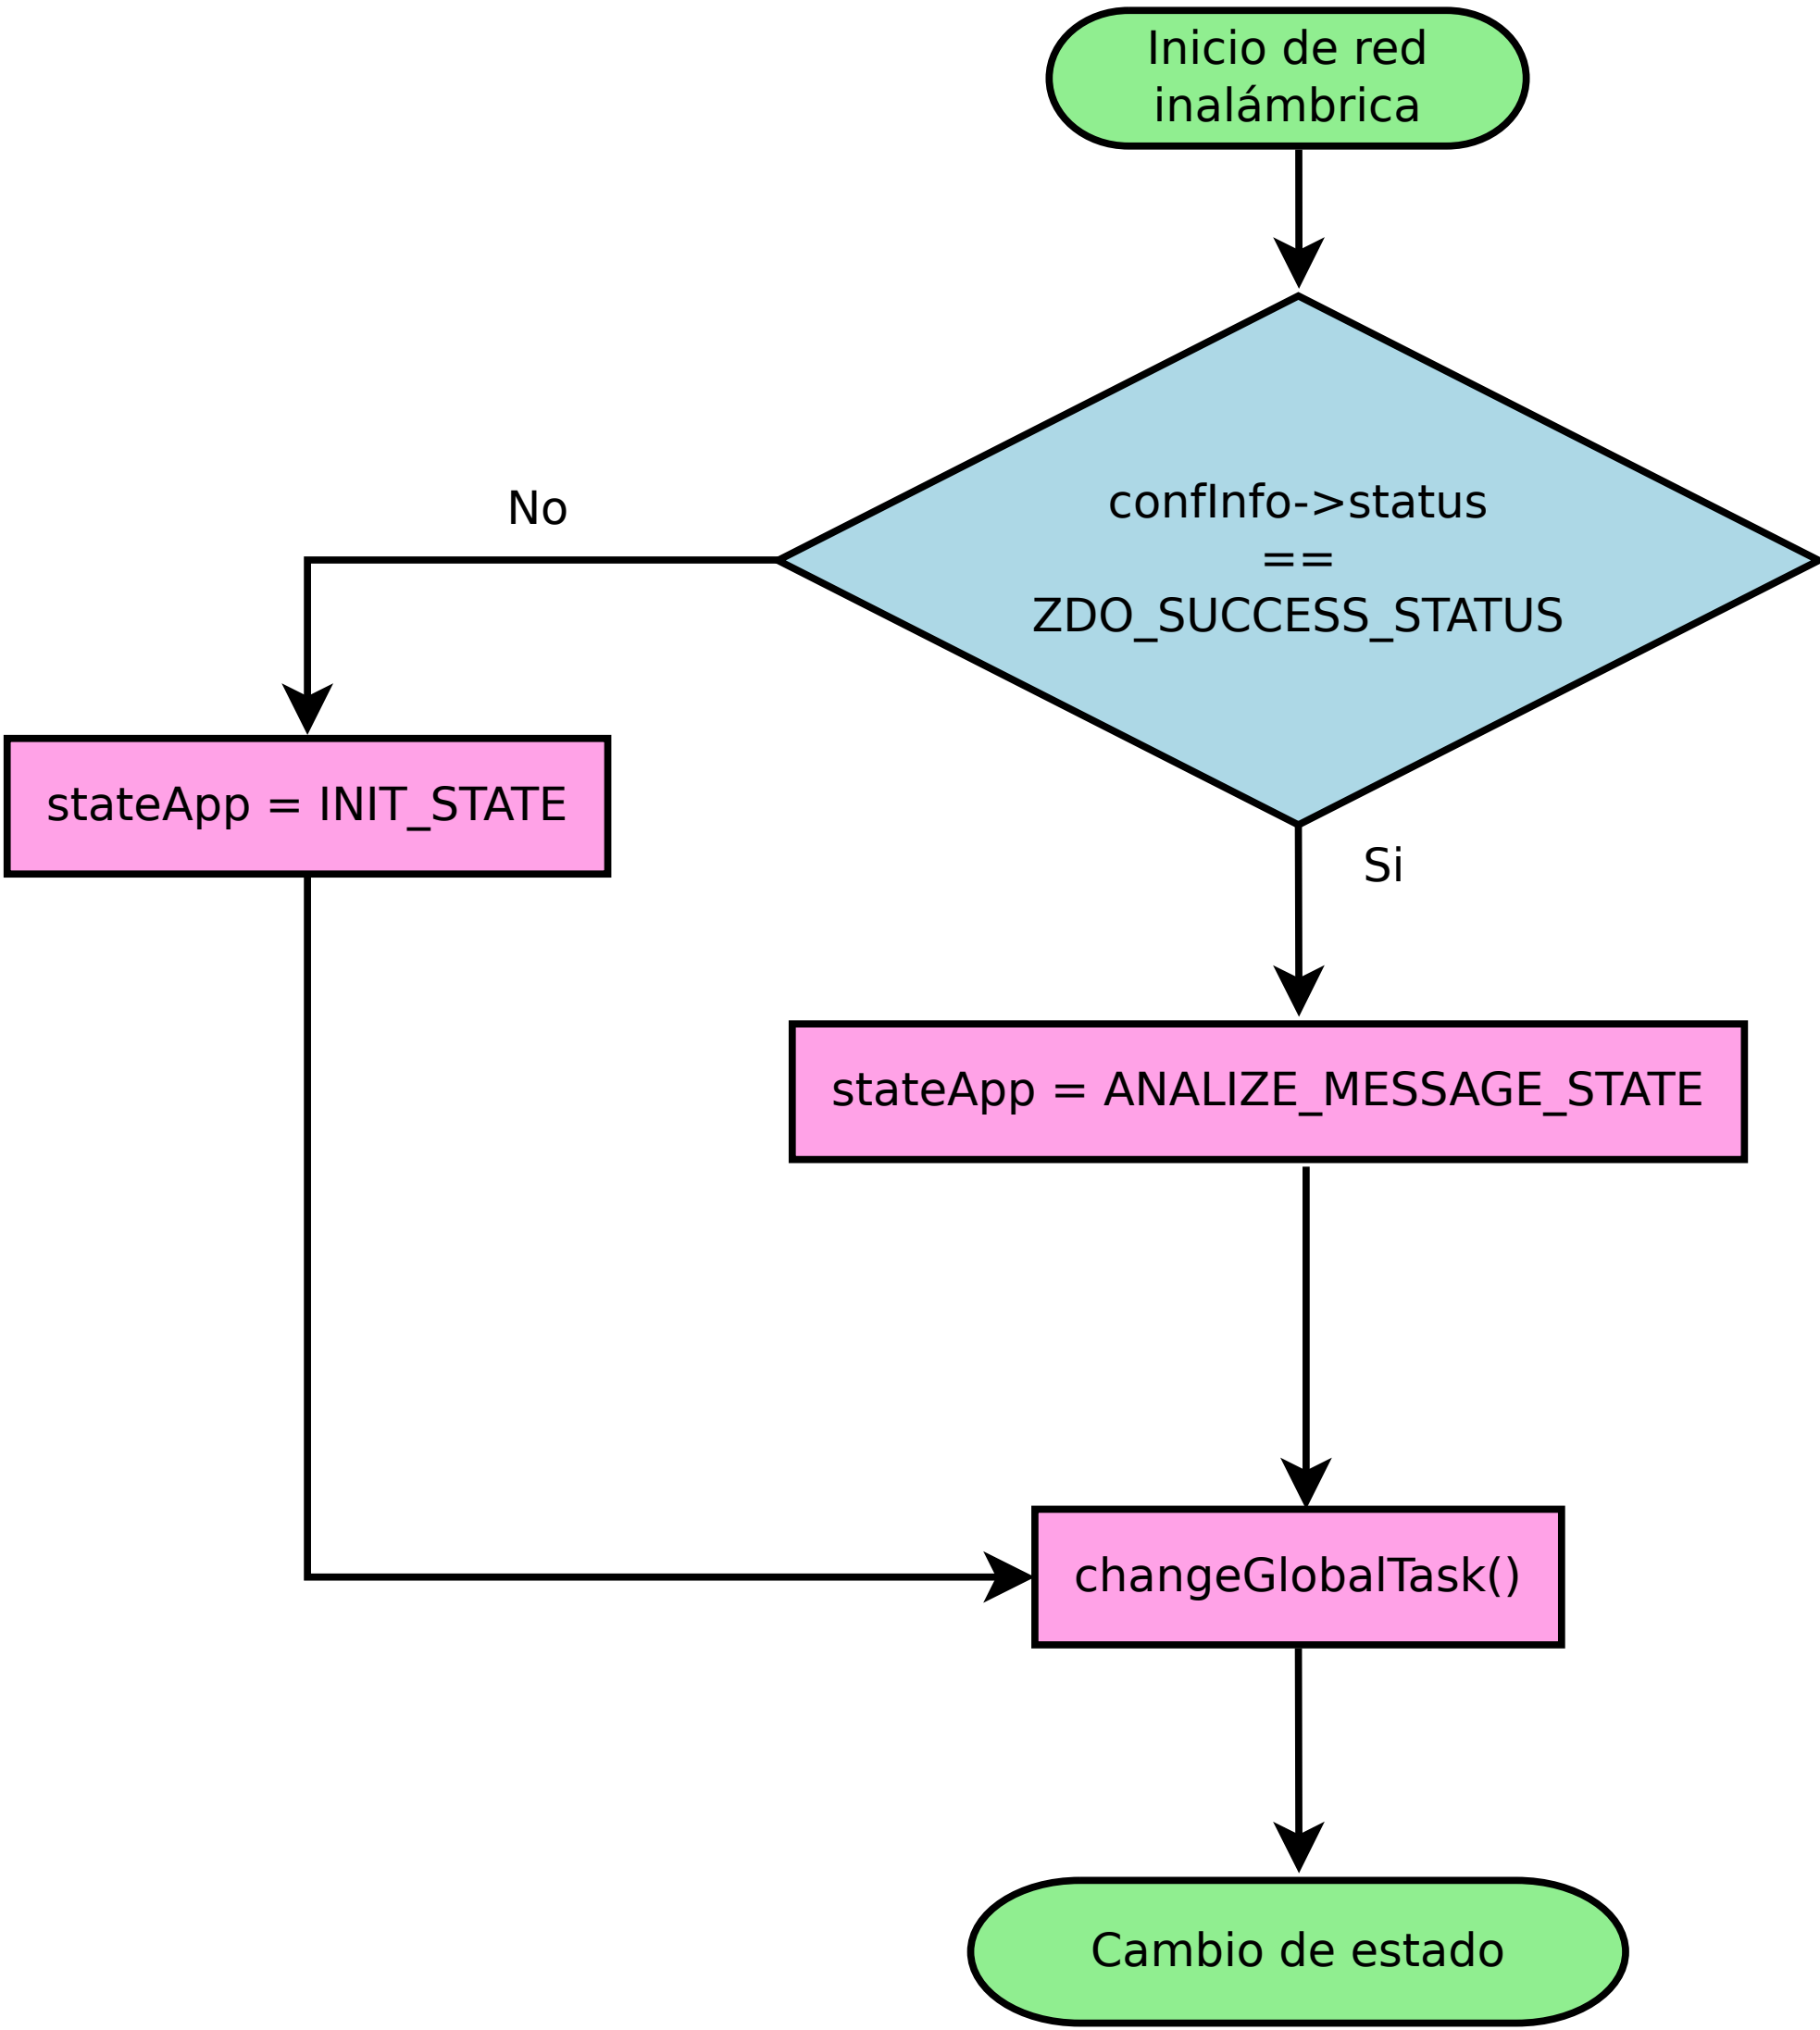 Inicio de red
inalámbrica
confInfo->status
==
ZDO_SUCCESS_STATUS
No
stateApp = INIT_STATE
Si
stateApp = ANALIZE_MESSAGE_STATE
changeGlobalTask()
Cambio de estado